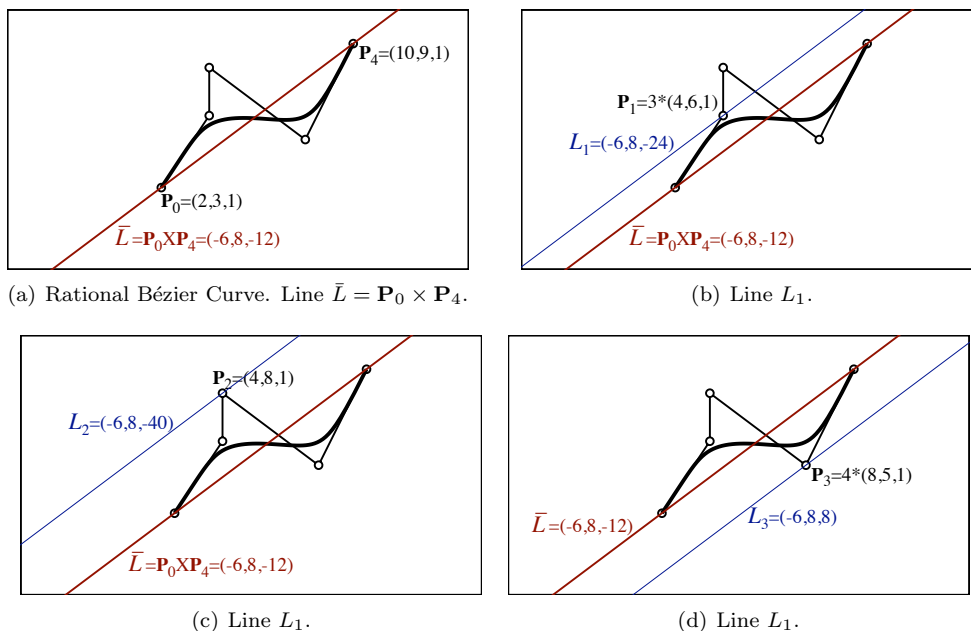 P4=(10,9,1)
P0=(2,3,1)
L̄=P0XP4=(-6,8,-12)
(a) Rational Bézier Curve. Line L̄ = P0 × P4.
P1=3*(4,6,1)
L1=(-6,8,-24)
L̄=P0XP4=(-6,8,-12)
(b) Line L1.
P2=(4,8,1)
L2=(-6,8,-40)
L̄=P0XP4=(-6,8,-12)
(c) Line L1.
P3=4*(8,5,1)
L̄=(-6,8,-12)
L3=(-6,8,8)
(d) Line L1.